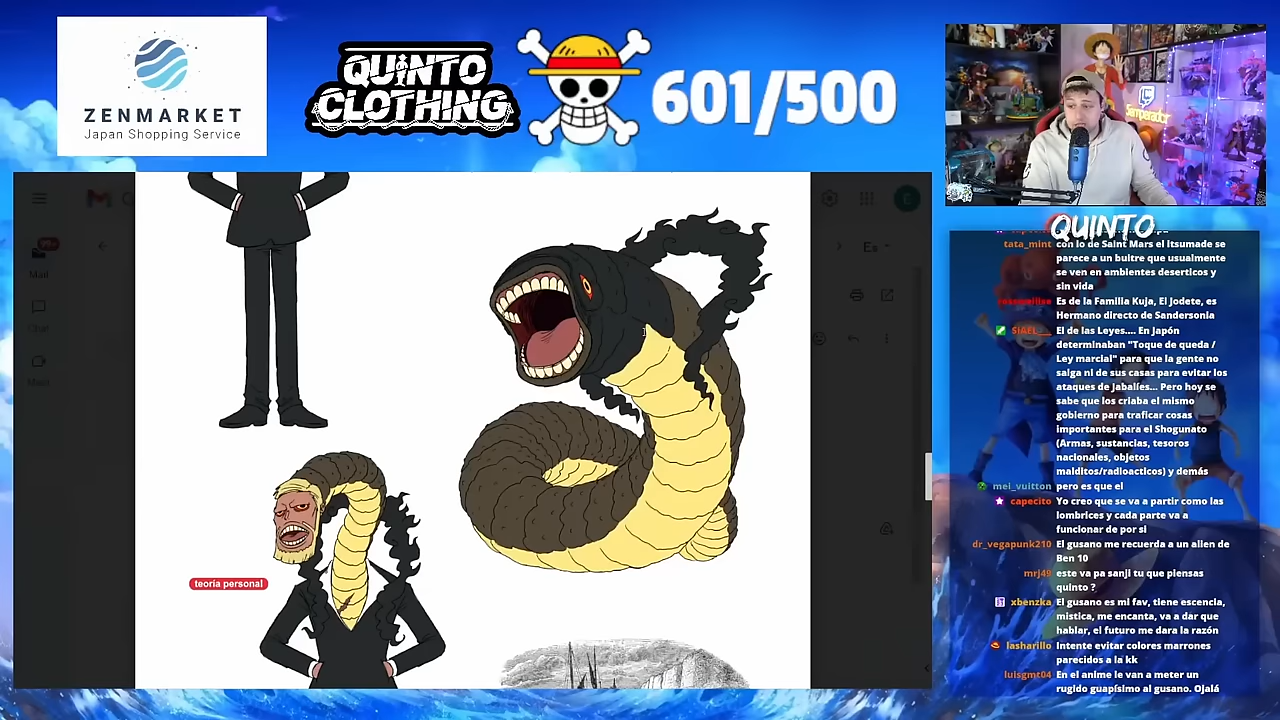 ZENMARKET
Japan Shopping Service
QUINTO
CLOTHING
601/500
Semperador
QUINTO
99+
Mail
Chat
Meet
Es
teoría personal
tata_mint con lo de Saint Mars el Itsumade se
parece a un buitre que usualmente
se ven en ambientes deserticos y
sin vida
Es de la Familia Kuja, El Jodete, es
Hermano directo de Sandersonia
El de las Leyes.... En Japón
determinaban "Toque de queda /
Ley marcial" para que la gente no
salga ni de sus casas para evitar los
ataques de Jabalíes... Pero hoy se
sabe que los criaba el mismo
gobierno para traficar cosas
importantes para el Shogunato
(Armas, sustancias, tesoros
nacionales, objetos
malditos/radioacticos) y demás
mei_vuitton pero es que el
capecito Yo creo que se va a partir como las
lombrices y cada parte va a
funcionar de por si
dr_vegapunk210 El gusano me recuerda a un alien de
Ben 10
mrj49 este va pa sanji tu que piensas
quinto ?
xbenzka El gusano es mi fav, tiene escencia,
mistica, me encanta, va a dar que
hablar, el futuro me dara la razón
lasharillo Intente evitar colores marrones
parecidos a la kk
luisgmt04 En el anime le van a meter un
rugido guapísimo al gusano. Ojalá